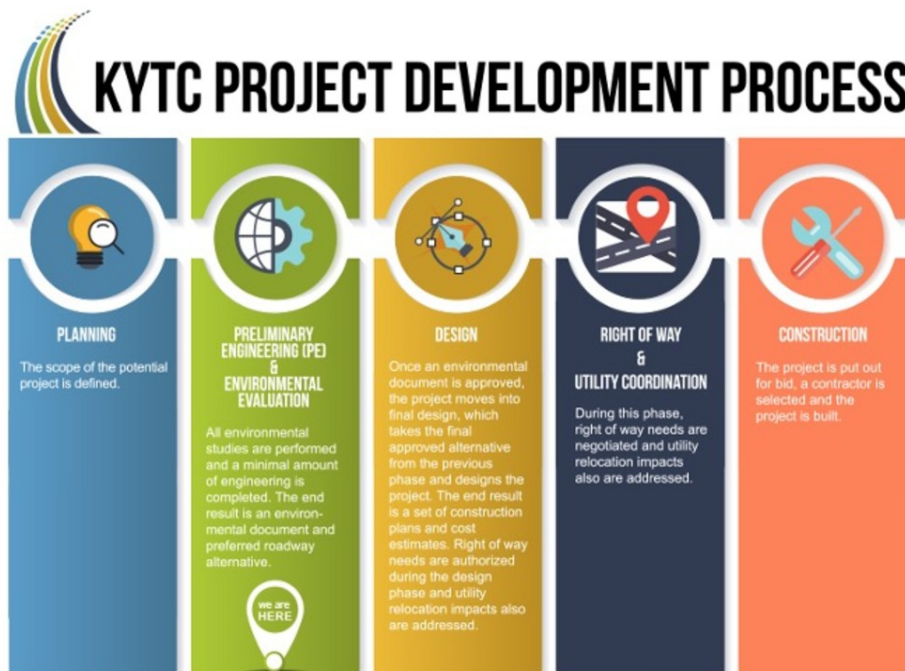 KYTC PROJECT DEVELOPMENT PROCESS
PLANNING
The scope of the potential
project is defined.
PRELIMINARY
ENGINEERING (PE)
&
ENVIRONMENTAL
EVALUATION
All environmental
studies are performed
and a minimal amount
of engineering is
completed. The end
result is an environ-
mental document and
preferred roadway
alternative.
we are
HERE
DESIGN
Once an environmental
document is approved,
the project moves into
final design, which
takes the final
approved alternative
from the previous
phase and designs the
project. The end result
is a set of construction
plans and cost
estimates. Right of way
needs are authorized
during the design
phase and utility
relocation impacts also
are addressed.
RIGHT OF WAY
&
UTILITY COORDINATION
During this phase,
right of way needs are
negotiated and utility
relocation impacts
also are addressed.
CONSTRUCTION
The project is put out
for bid, a contractor is
selected and the
project is built.